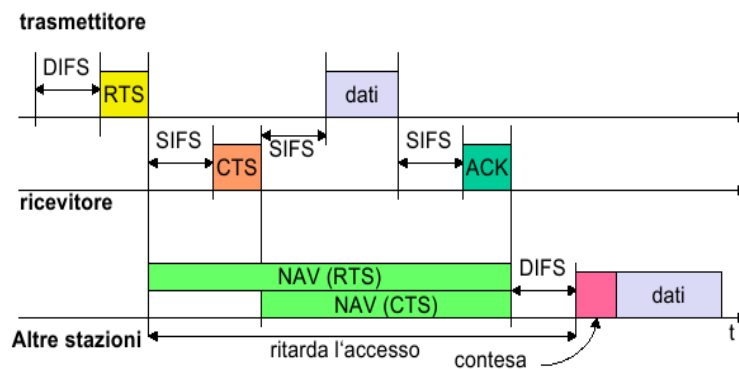 trasmettitore
DIFS
RTS
dati
SIFS
CTS
SIFS
SIFS
ACK
ricevitore
NAV (RTS)
DIFS
NAV (CTS)
dati
Altre stazioni
ritarda l‘accesso
contesa
t